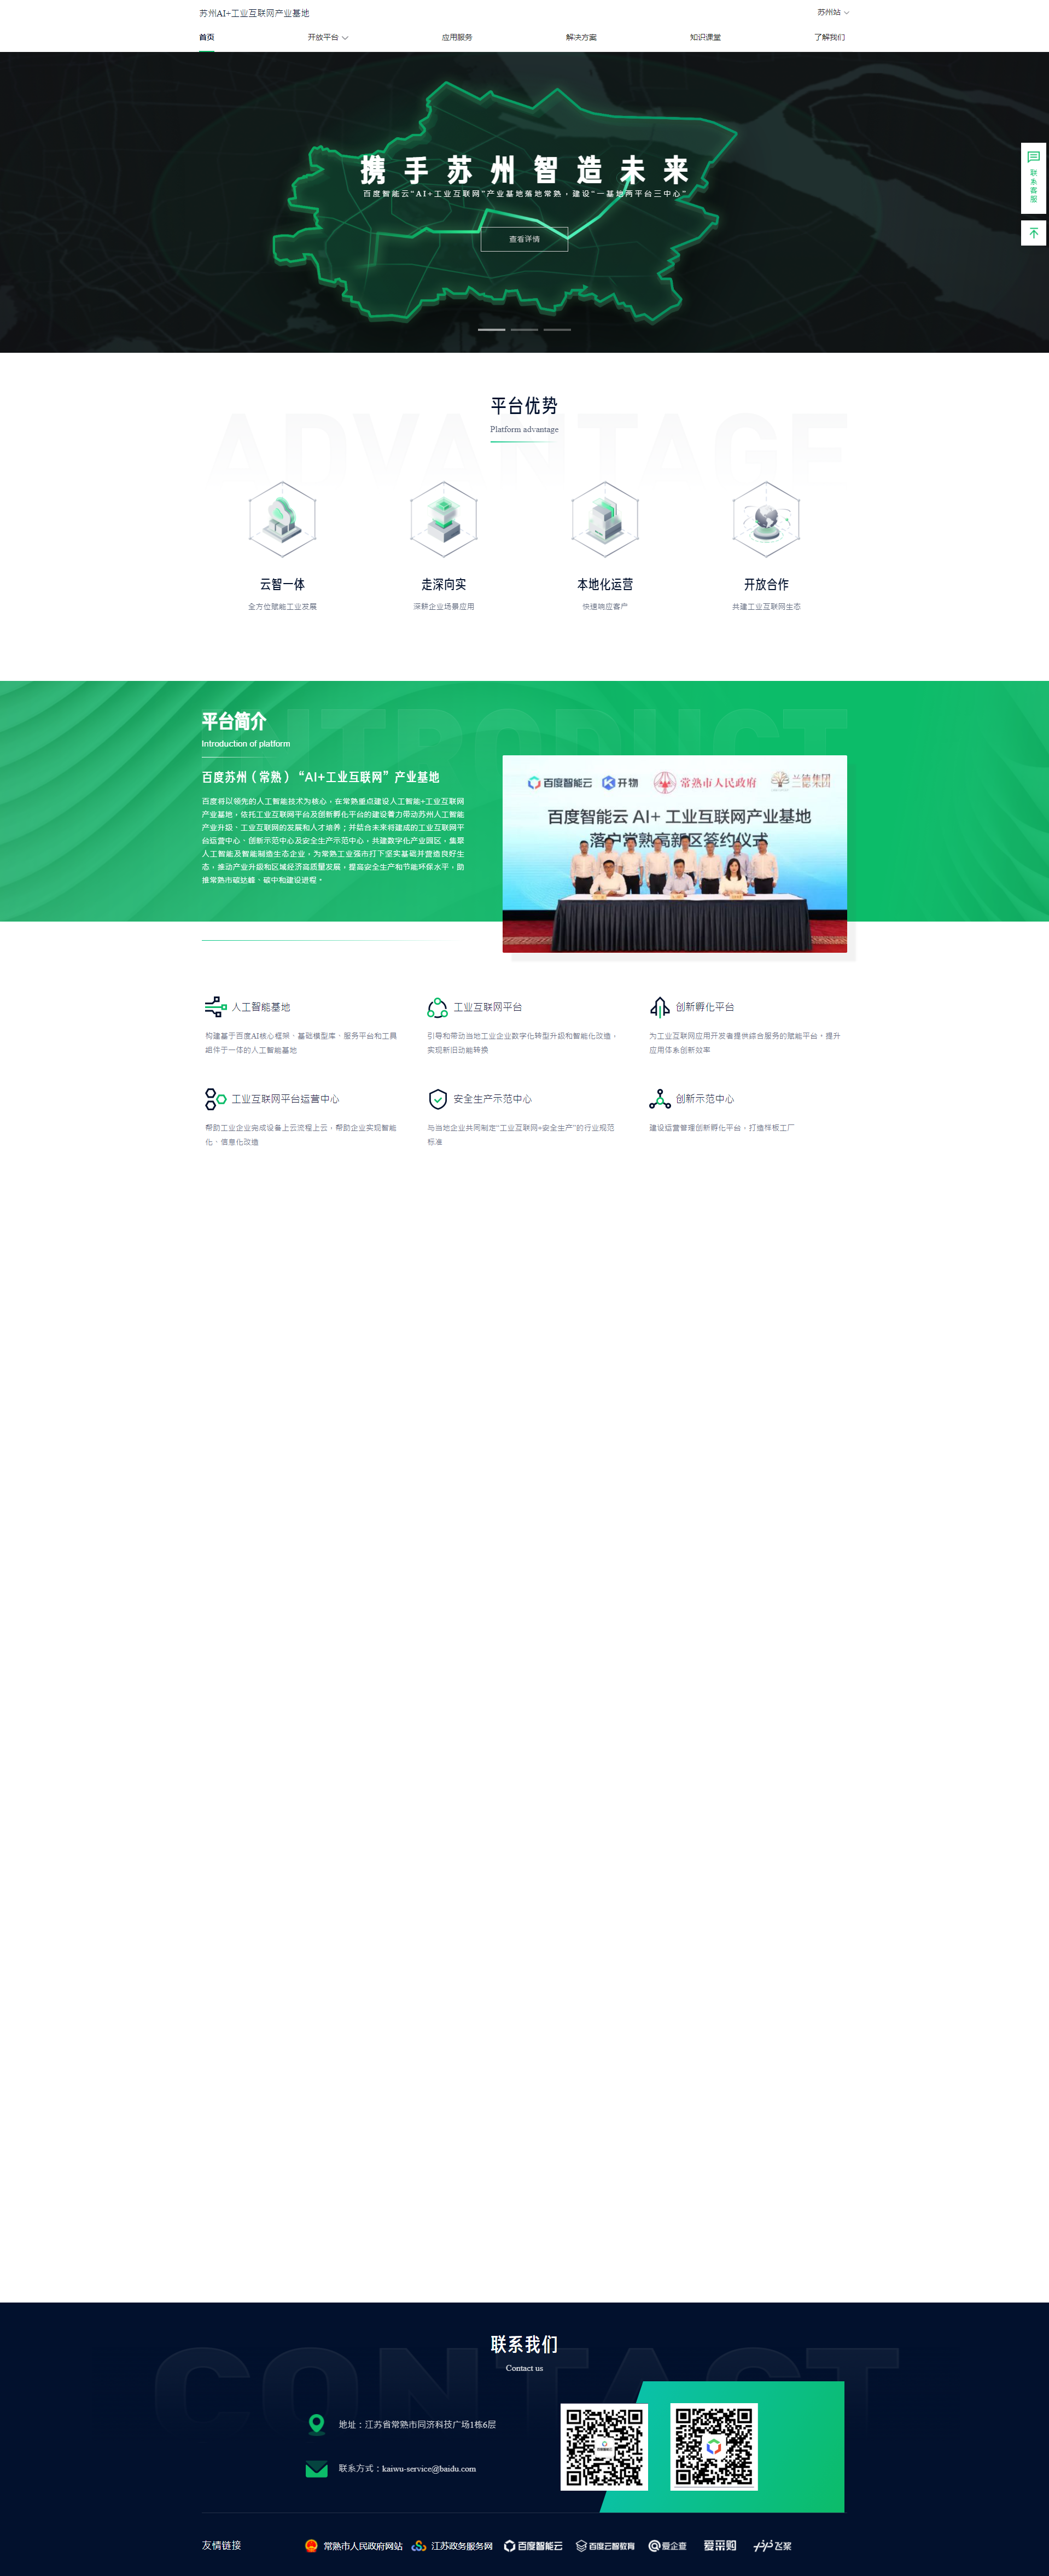 苏州AI+工业互联网产业基地
苏州站
首页
开放平台
应用服务
解决方案
知识课堂
了解我们
携手苏州智造未来
百度智能云“AI+工业互联网”产业基地落地常熟,建设“一基地两平台三中心”
查看详情
联系客服
ADVANTAGE
平台优势
Platform advantage
云智一体
走深向实
本地化运营
开放合作
全方位赋能工业发展
深耕企业场景应用
快速响应客户
共建工业互联网生态
INTRODUCT
平台简介
Introduction of platform
百度苏州(常熟)“AI+工业互联网”产业基地
百度将以领先的人工智能技术为核心,在常熟重点建设人工智能+工业互联网
产业基地,依托工业互联网平台及创新孵化平台的建设着力带动苏州人工智能
产业升级、工业互联网的发展和人才培养;并结合未来将建成的工业互联网平
台运营中心、创新示范中心及安全生产示范中心,共建数字化产业园区,集聚
人工智能及智能制造生态企业,为常熟工业强市打下坚实基础并营造良好生
态,推动产业升级和区域经济高质量发展,提高安全生产和节能环保水平,助
推常熟市碳达峰、碳中和建设进程。
百度智能云
开物
常熟市人民政府
兰德集团
百度智能云 AI+ 工业互联网产业基地
落户常熟高新区签约仪式
人工智能基地
构建基于百度AI核心框架、基础模型库、服务平台和工具
组件于一体的人工智能基地
工业互联网平台
引导和带动当地工业企业数字化转型升级和智能化改造,
实现新旧动能转换
创新孵化平台
为工业互联网应用开发者提供综合服务的赋能平台,提升
应用体系创新效率
工业互联网平台运营中心
帮助工业企业完成设备上云流程上云,帮助企业实现智能
化、信息化改造
安全生产示范中心
与当地企业共同制定“工业互联网+安全生产”的行业规范
标准
创新示范中心
建设运营管理创新孵化平台,打造样板工厂
CONTACT
联系我们
Contact us
地址:江苏省常熟市同济科技广场1栋6层
联系方式:kaiwu-service@baidu.com
友情链接
常熟市人民政府网站
江苏政务服务网
百度智能云
百度云智教育
爱企查
爱采购
飞桨